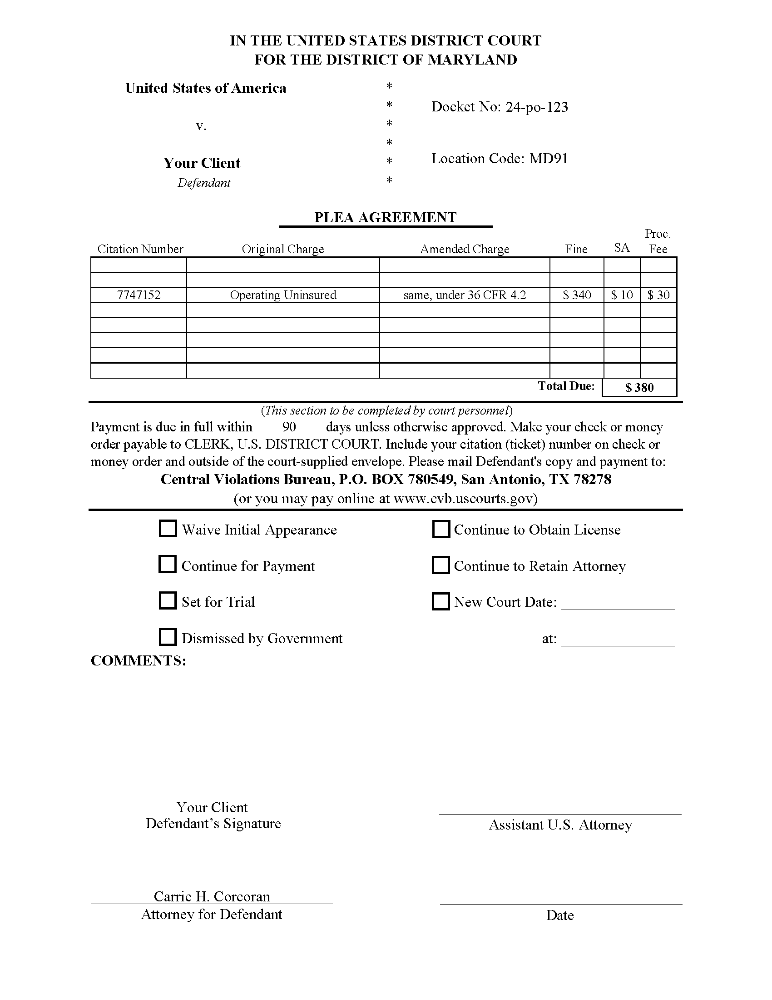 IN THE UNITED STATES DISTRICT COURT
FOR THE DISTRICT OF MARYLAND
United States of America *
* Docket No: 24-po-123
v. *
*
Your Client * Location Code: MD91
Defendant *
PLEA AGREEMENT
Citation Number Original Charge Amended Charge Fine SA Proc. Fee
7747152 Operating Uninsured same, under 36 CFR 4.2 $ 340 $ 10 $ 30
Total Due: $ 380
(This section to be completed by court personnel)
Payment is due in full within 90 days unless otherwise approved. Make your check or money
order payable to CLERK, U.S. DISTRICT COURT. Include your citation (ticket) number on check or
money order and outside of the court-supplied envelope. Please mail Defendant's copy and payment to:
Central Violations Bureau, P.O. BOX 780549, San Antonio, TX 78278
(or you may pay online at www.cvb.uscourts.gov)
Waive Initial Appearance Continue to Obtain License
Continue for Payment Continue to Retain Attorney
Set for Trial New Court Date:
Dismissed by Government at:
COMMENTS:
Your Client
Defendant’s Signature Assistant U.S. Attorney
Carrie H. Corcoran
Attorney for Defendant Date